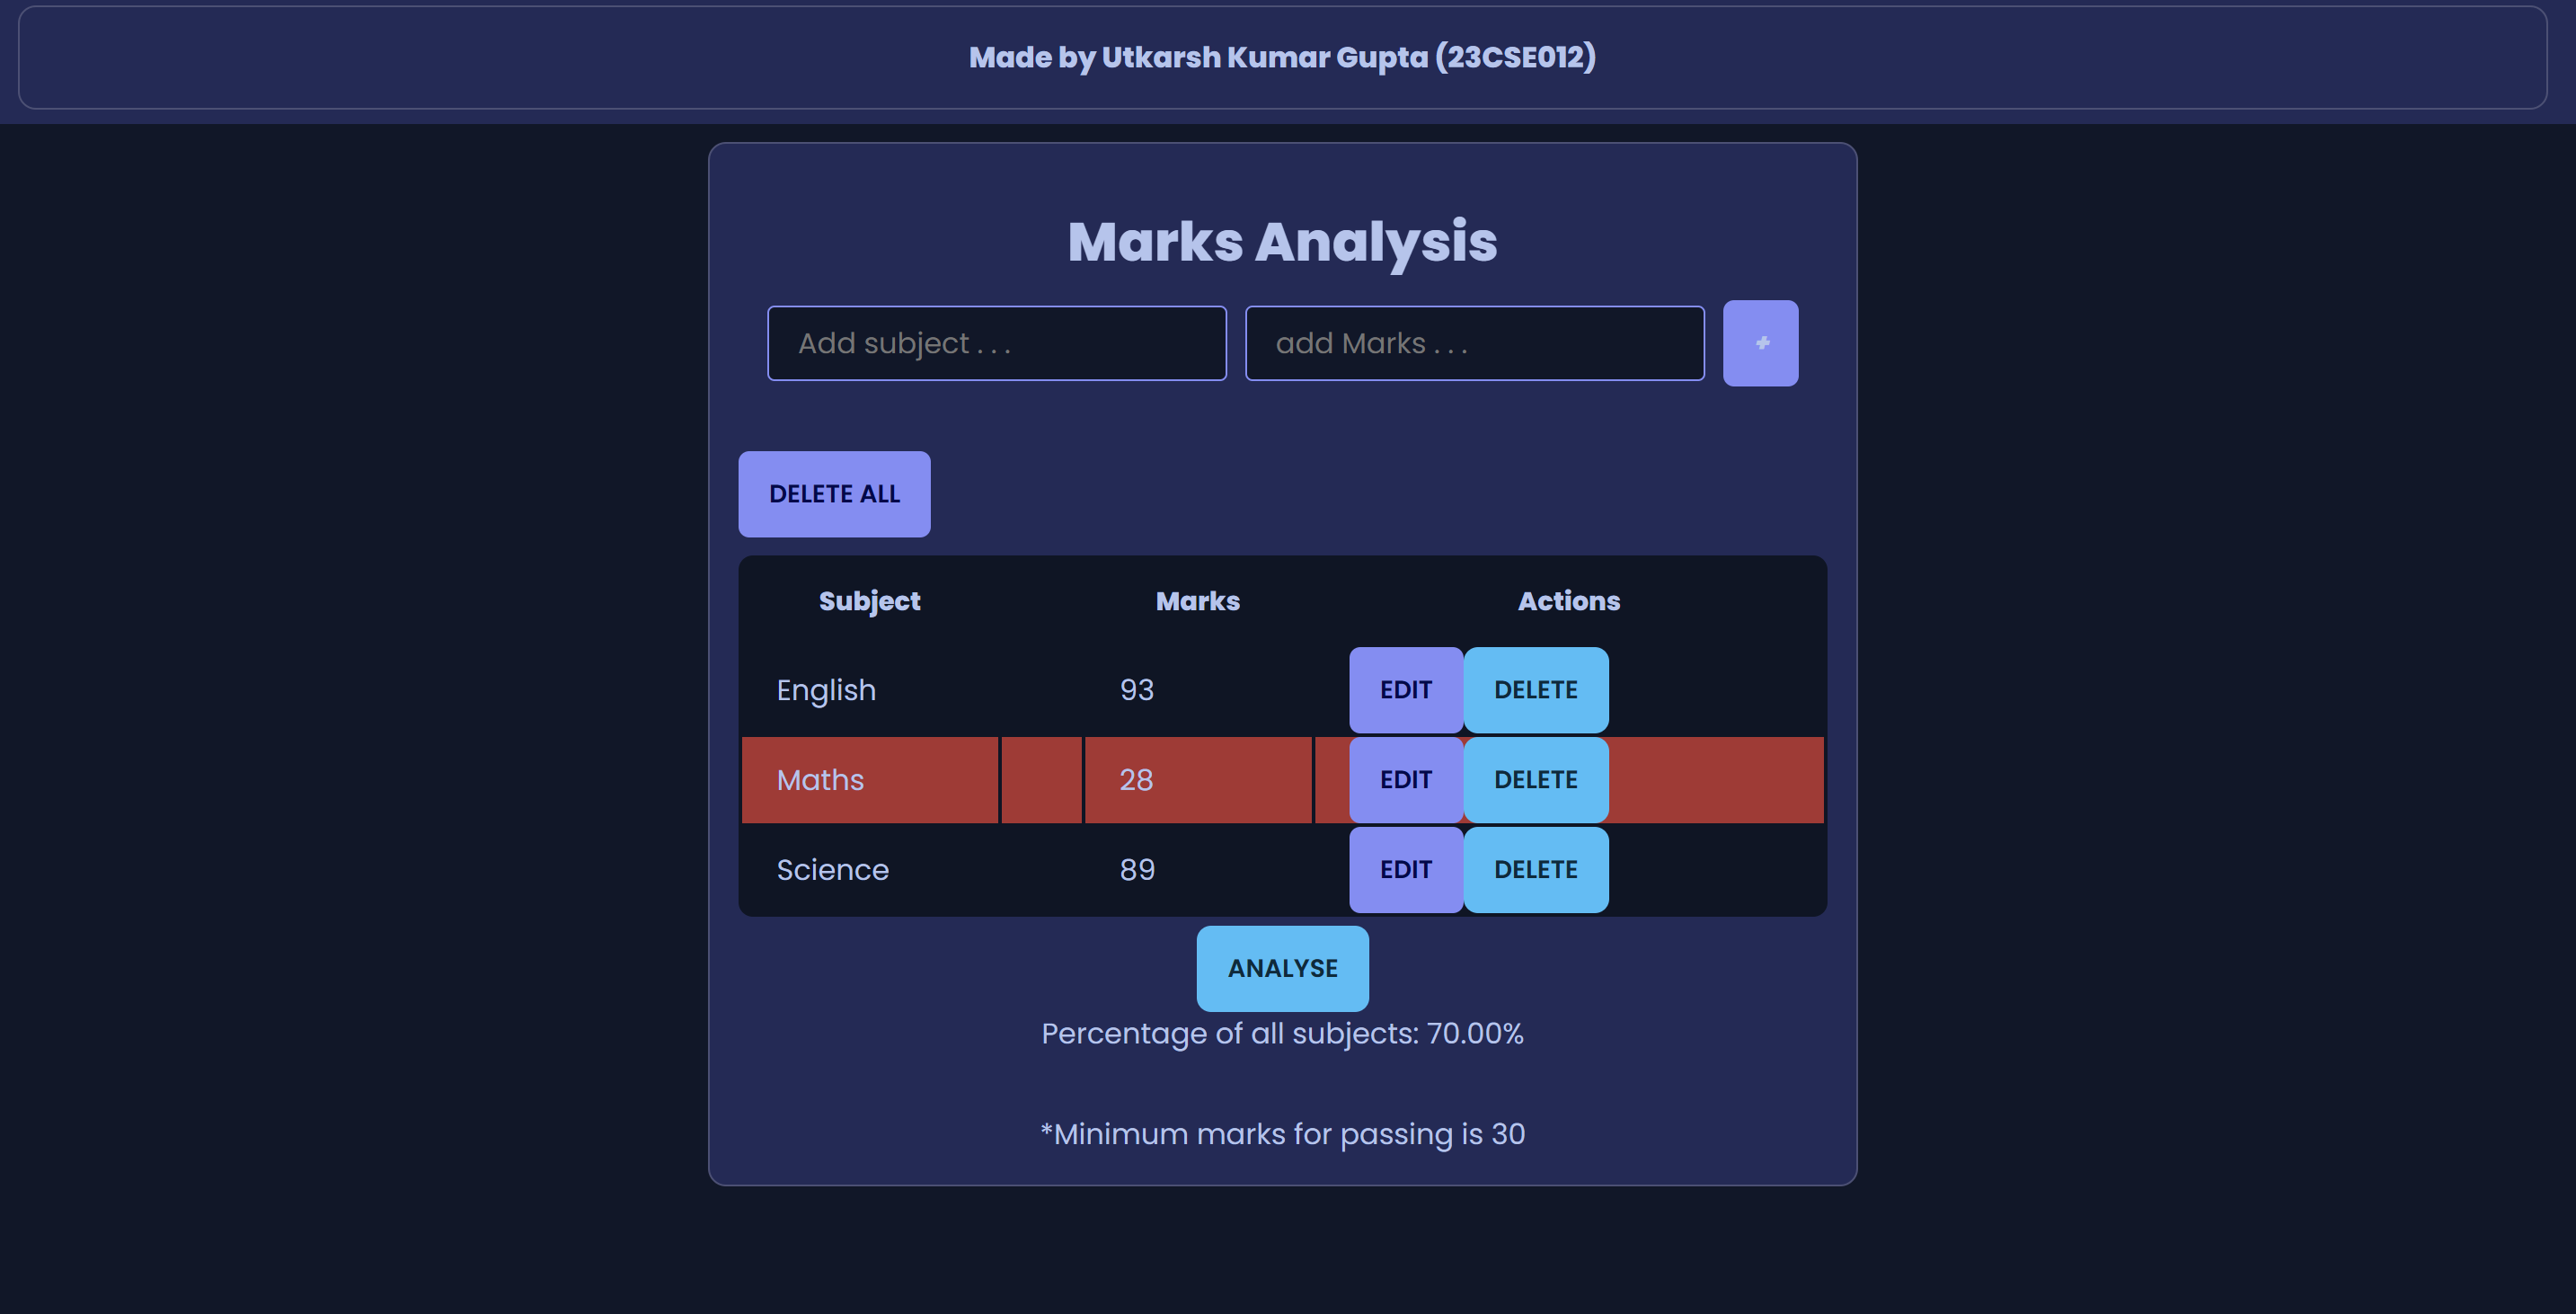 Made by Utkarsh Kumar Gupta (23CSE012)
Marks Analysis
Add subject . . .
add Marks . . .
+
DELETE ALL
Subject Marks Actions
English 93 EDIT DELETE
Maths 28 EDIT DELETE
Science 89 EDIT DELETE
ANALYSE
Percentage of all subjects: 70.00%
*Minimum marks for passing is 30